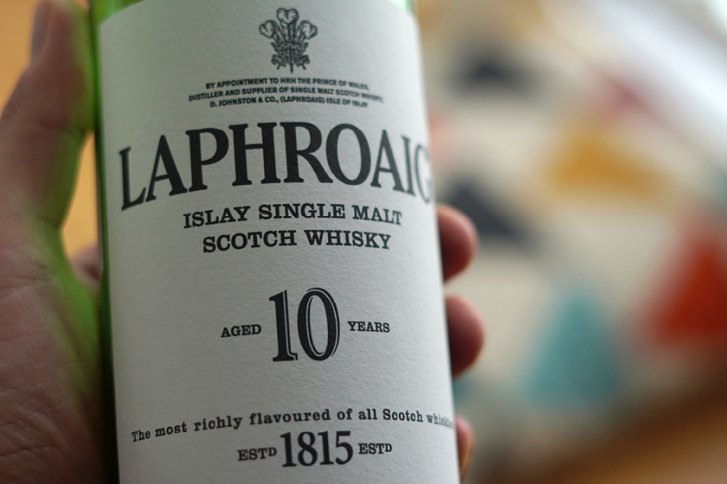 BY APPOINTMENT TO HRH THE PRINCE OF WALES,
DISTILLER AND SUPPLIER OF SINGLE MALT SCOTCH WHISKY,
D. JOHNSTON & CO., (LAPHROAIG) ISLE OF ISLAY
LAPHROAIG
ISLAY SINGLE MALT
SCOTCH WHISKY
AGED 10 YEARS
The most richly flavoured of all Scotch whiskies
ESTD 1815 ESTD